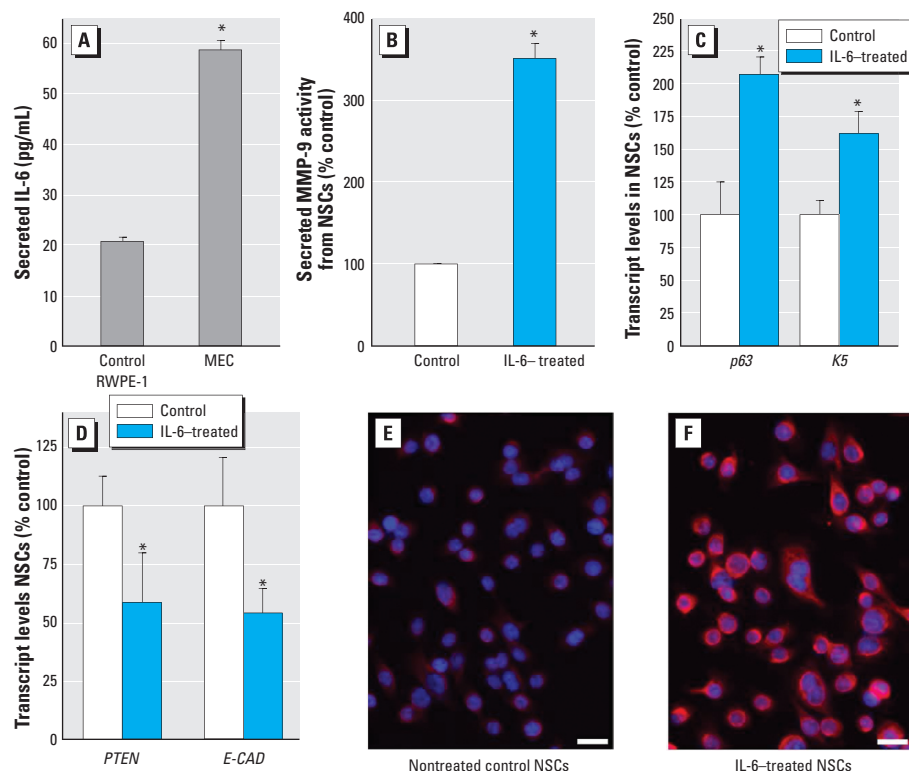 A
Secreted IL-6 (pg/mL)
60
50
40
30
20
10
0
*
Control
RWPE-1
MEC
B
Secreted MMP-9 activity
from NSCs (% control)
400
300
200
100
0
*
Control
IL-6– treated
C
Control
IL-6–treated
Transcript levels in NSCs (% control)
250
225
200
175
150
125
100
75
50
25
0
*
*
p63
K5
D
Control
IL-6–treated
Transcript levels NSCs (% control)
125
100
75
50
25
0
*
*
PTEN
E-CAD
E
Nontreated control NSCs
F
IL-6–treated NSCs